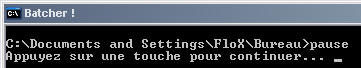 Batcher !
C:\Documents and Settings\FloX\Bureau>pause
Appuyez sur une touche pour continuer... _